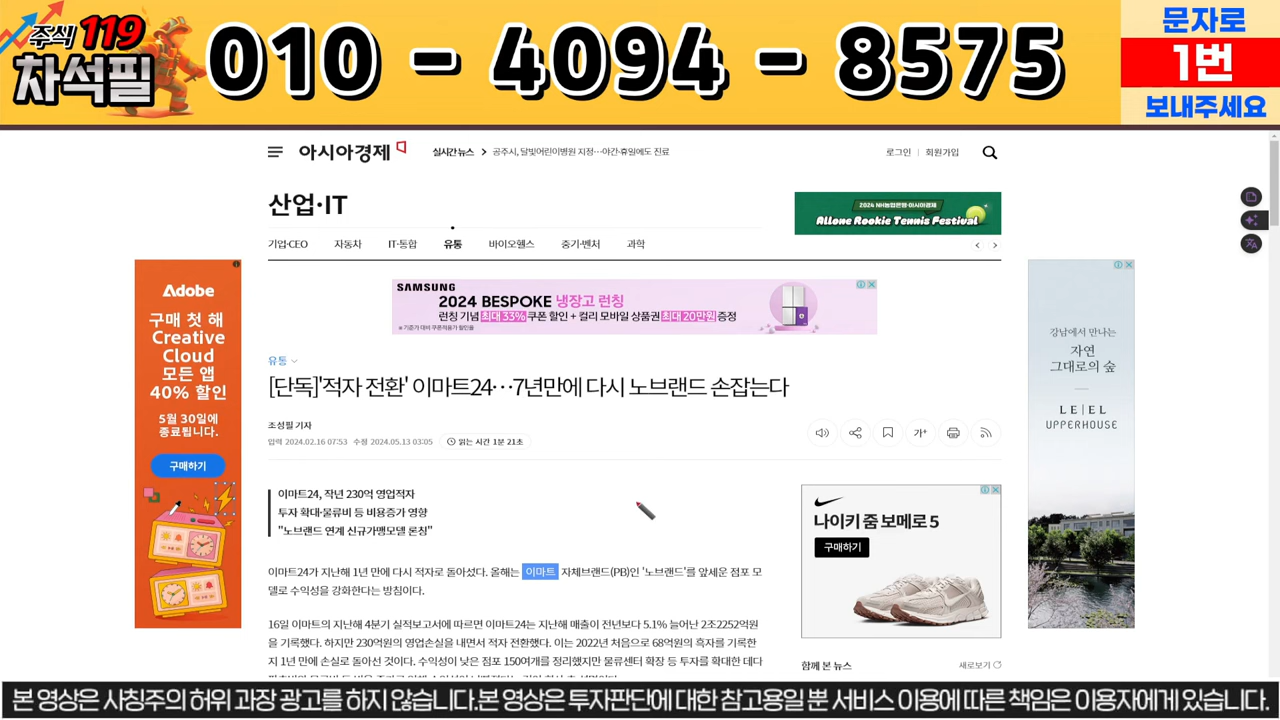 주식 119
차석필
010 - 4094 - 8575
문자로
1번
보내주세요
아시아경제
실시간뉴스 > 공주시, 달빛어린이병원 지정…야간·휴일에도 진료
로그인 | 회원가입
산업·IT
2024 NH농협은행·아시아경제
Allone Rookie Tennis Festival
기업·CEO 자동차 IT·통합 유통 바이오헬스 중기·벤처 과학
SAMSUNG
2024 BESPOKE 냉장고 런칭
런칭 기념 최대 33% 쿠폰 할인 + 컬리 모바일 상품권 최대 20만원 증정
Adobe
구매 첫 해
Creative
Cloud
모든 앱
40% 할인
5월 30일에
종료됩니다.
구매하기
강남에서 만나는
자연
그대로의 숲
LE|EL
UPPERHOUSE
유통
[단독]'적자 전환' 이마트24…7년만에 다시 노브랜드 손잡는다
조성필 기자
입력 2024.02.16 07:53 수정 2024.05.13 03:05 읽는 시간 1분 21초
가+
이마트24, 작년 230억 영업적자
투자 확대·물류비 등 비용증가 영향
"노브랜드 연계 신규가맹모델 론칭"
이마트24가 지난해 1년 만에 다시 적자로 돌아섰다. 올해는 이마트 자체브랜드(PB)인 '노브랜드'를 앞세운 점포 모
델로 수익성을 강화한다는 방침이다.
16일 이마트의 지난해 4분기 실적보고서에 따르면 이마트24는 지난해 매출이 전년보다 5.1% 늘어난 2조2252억원
을 기록했다. 하지만 230억원의 영업손실을 내면서 적자 전환했다. 이는 2022년 처음으로 68억원의 흑자를 기록한
지 1년 만에 손실로 돌아선 것이다. 수익성이 낮은 점포 150여개를 정리했지만 물류센터 확장 등 투자를 확대한 데다
나이키 줌 보메로 5
구매하기
함께 본 뉴스 새로보기
본 영상은 사칭주의 허위 과장 광고를 하지 않습니다.본 영상은 투자판단에 대한 참고용일 뿐 서비스 이용에 따른 책임은 이용자에게 있습니다.